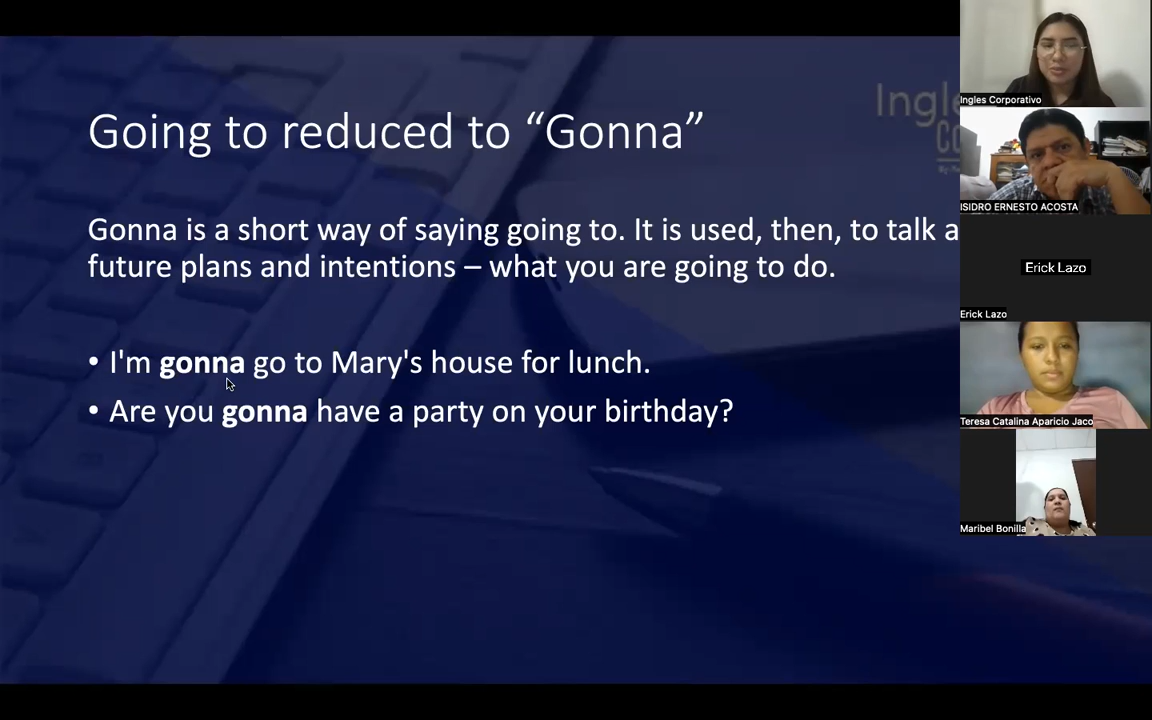 Going to reduced to “Gonna”
Gonna is a short way of saying going to. It is used, then, to talk
future plans and intentions – what you are going to do.
• I'm gonna go to Mary's house for lunch.
• Are you gonna have a party on your birthday?
Ingles Corporativo
ISIDRO ERNESTO ACOSTA
Erick Lazo
Erick Lazo
Teresa Catalina Aparicio Jaco
Maribel Bonilla